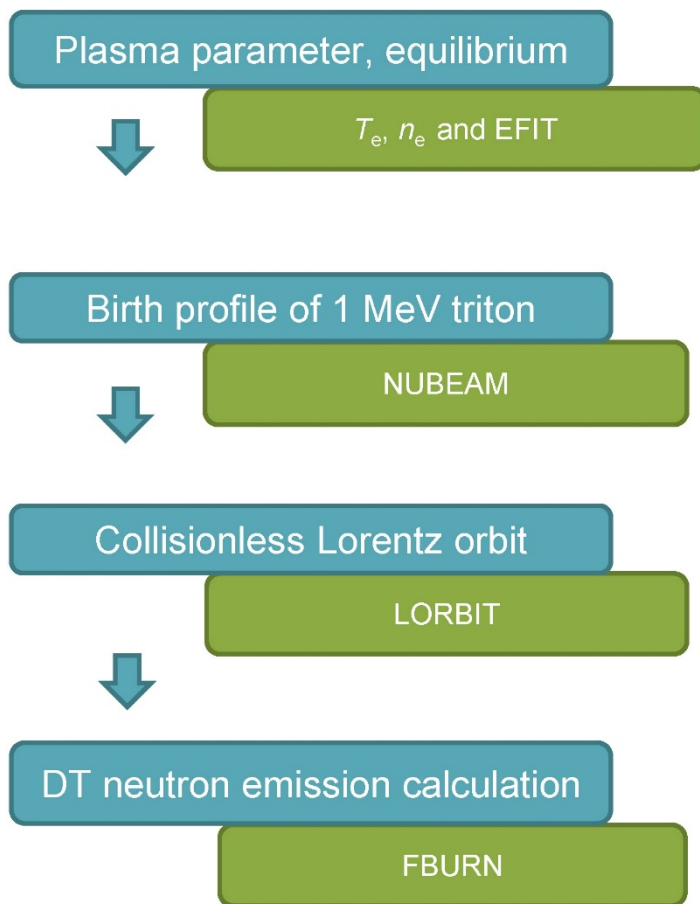 Plasma parameter, equilibrium
Te, ne and EFIT
Birth profile of 1 MeV triton
NUBEAM
Collisionless Lorentz orbit
LORBIT
DT neutron emission calculation
FBURN